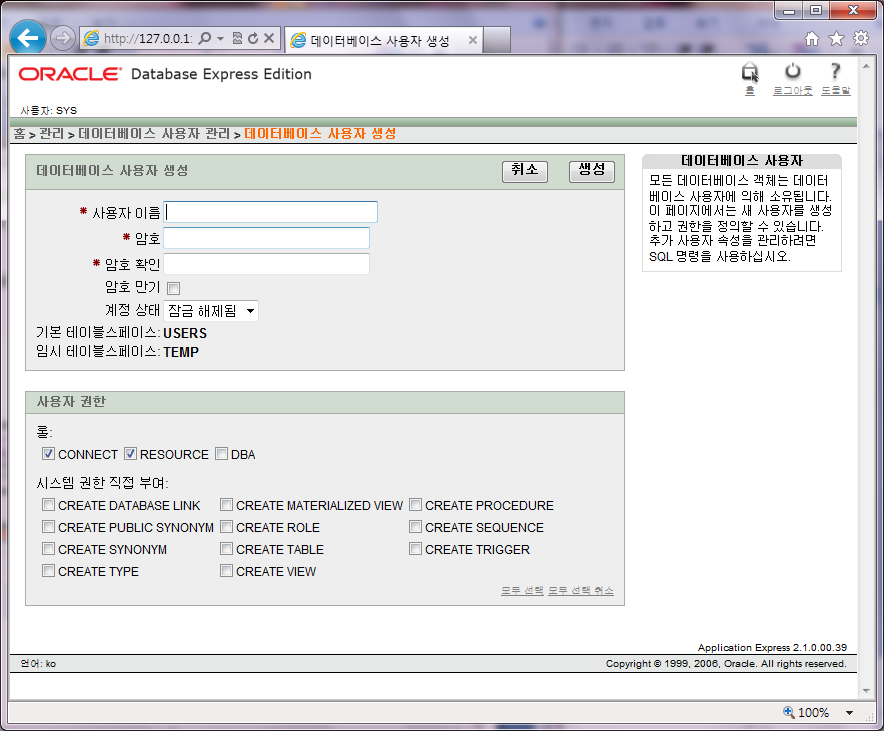 http://127.0.0.1:
데이터베이스 사용자 생성
ORACLE® Database Express Edition
홈 로그아웃 도움말
사용자: SYS
홈 > 관리 > 데이터베이스 사용자 관리 > 데이터베이스 사용자 생성
데이터베이스 사용자 생성
취소 생성
* 사용자 이름
* 암호
* 암호 확인
암호 만기
계정 상태 잠금 해제됨
기본 테이블스페이스: USERS
임시 테이블스페이스: TEMP
데이터베이스 사용자
모든 데이터베이스 객체는 데이터
베이스 사용자에 의해 소유됩니다.
이 페이지에서는 새 사용자를 생성
하고 권한을 정의할 수 있습니다.
추가 사용자 속성을 관리하려면
SQL 명령을 사용하십시오.
사용자 권한
롤:
CONNECT RESOURCE DBA
시스템 권한 직접 부여:
CREATE DATABASE LINK CREATE MATERIALIZED VIEW CREATE PROCEDURE
CREATE PUBLIC SYNONYM CREATE ROLE CREATE SEQUENCE
CREATE SYNONYM CREATE TABLE CREATE TRIGGER
CREATE TYPE CREATE VIEW
모두 선택 모두 선택 취소
Application Express 2.1.0.00.39
언어: ko
Copyright © 1999, 2006, Oracle. All rights reserved.
100%